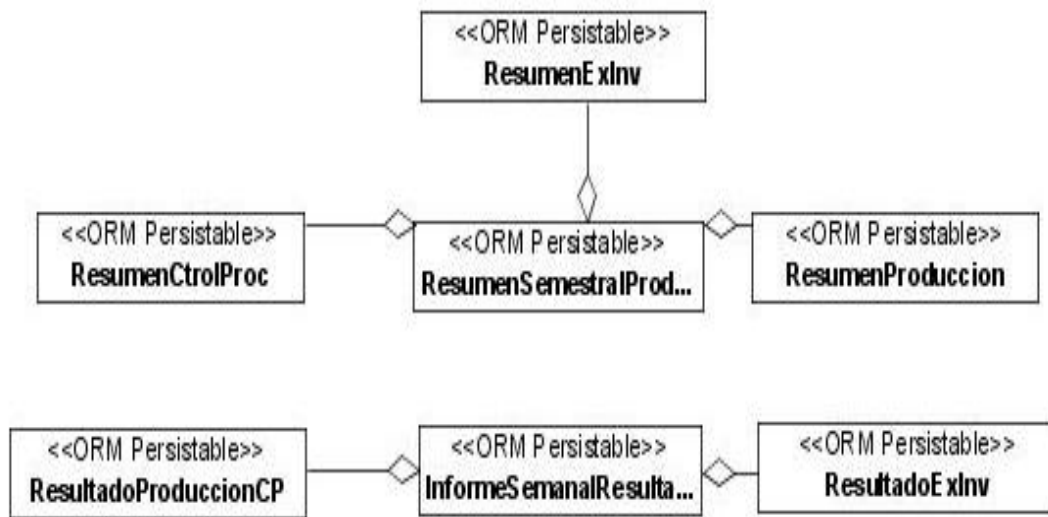 <<ORM Persistable>>
ResumenExInv
<<ORM Persistable>>
ResumenCtrolProc
<<ORM Persistable>>
ResumenSemestralProd...
<<ORM Persistable>>
ResumenProduccion
<<ORM Persistable>>
ResultadoProduccionCP
<<ORM Persistable>>
InformeSemanalResulta...
<<ORM Persistable>>
ResultadoExInv